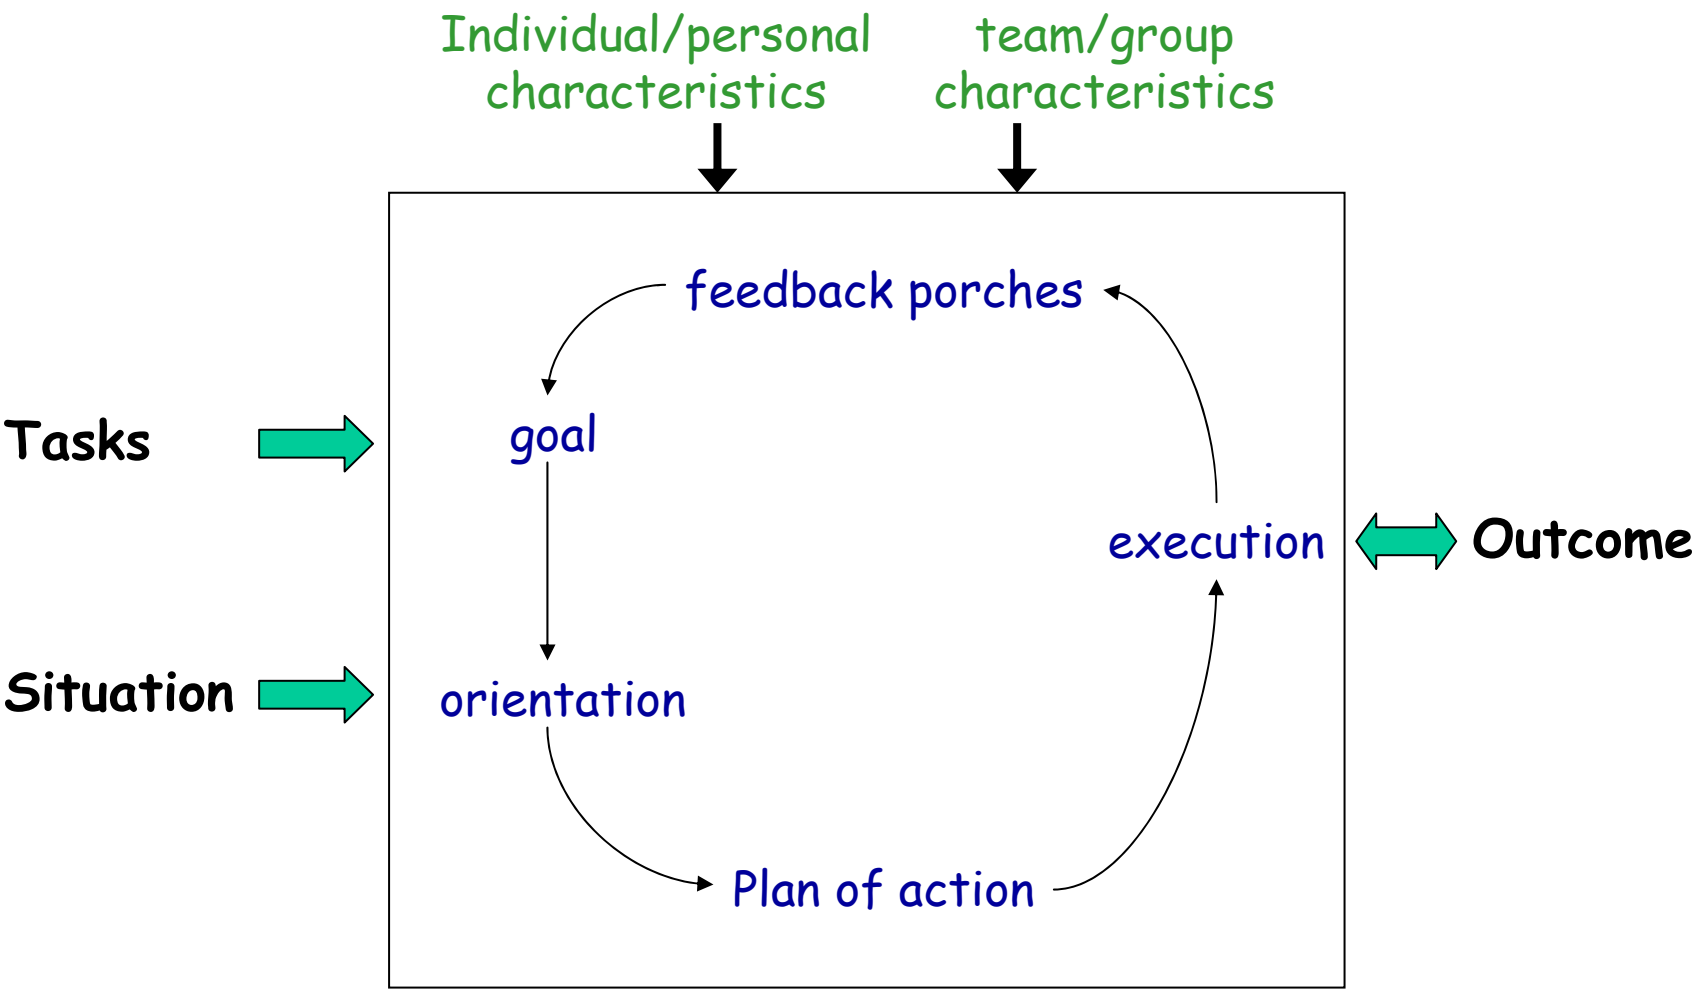 Individual/personal
characteristics
team/group
characteristics
feedback porches
goal
Tasks
execution
Outcome
Situation
orientation
Plan of action